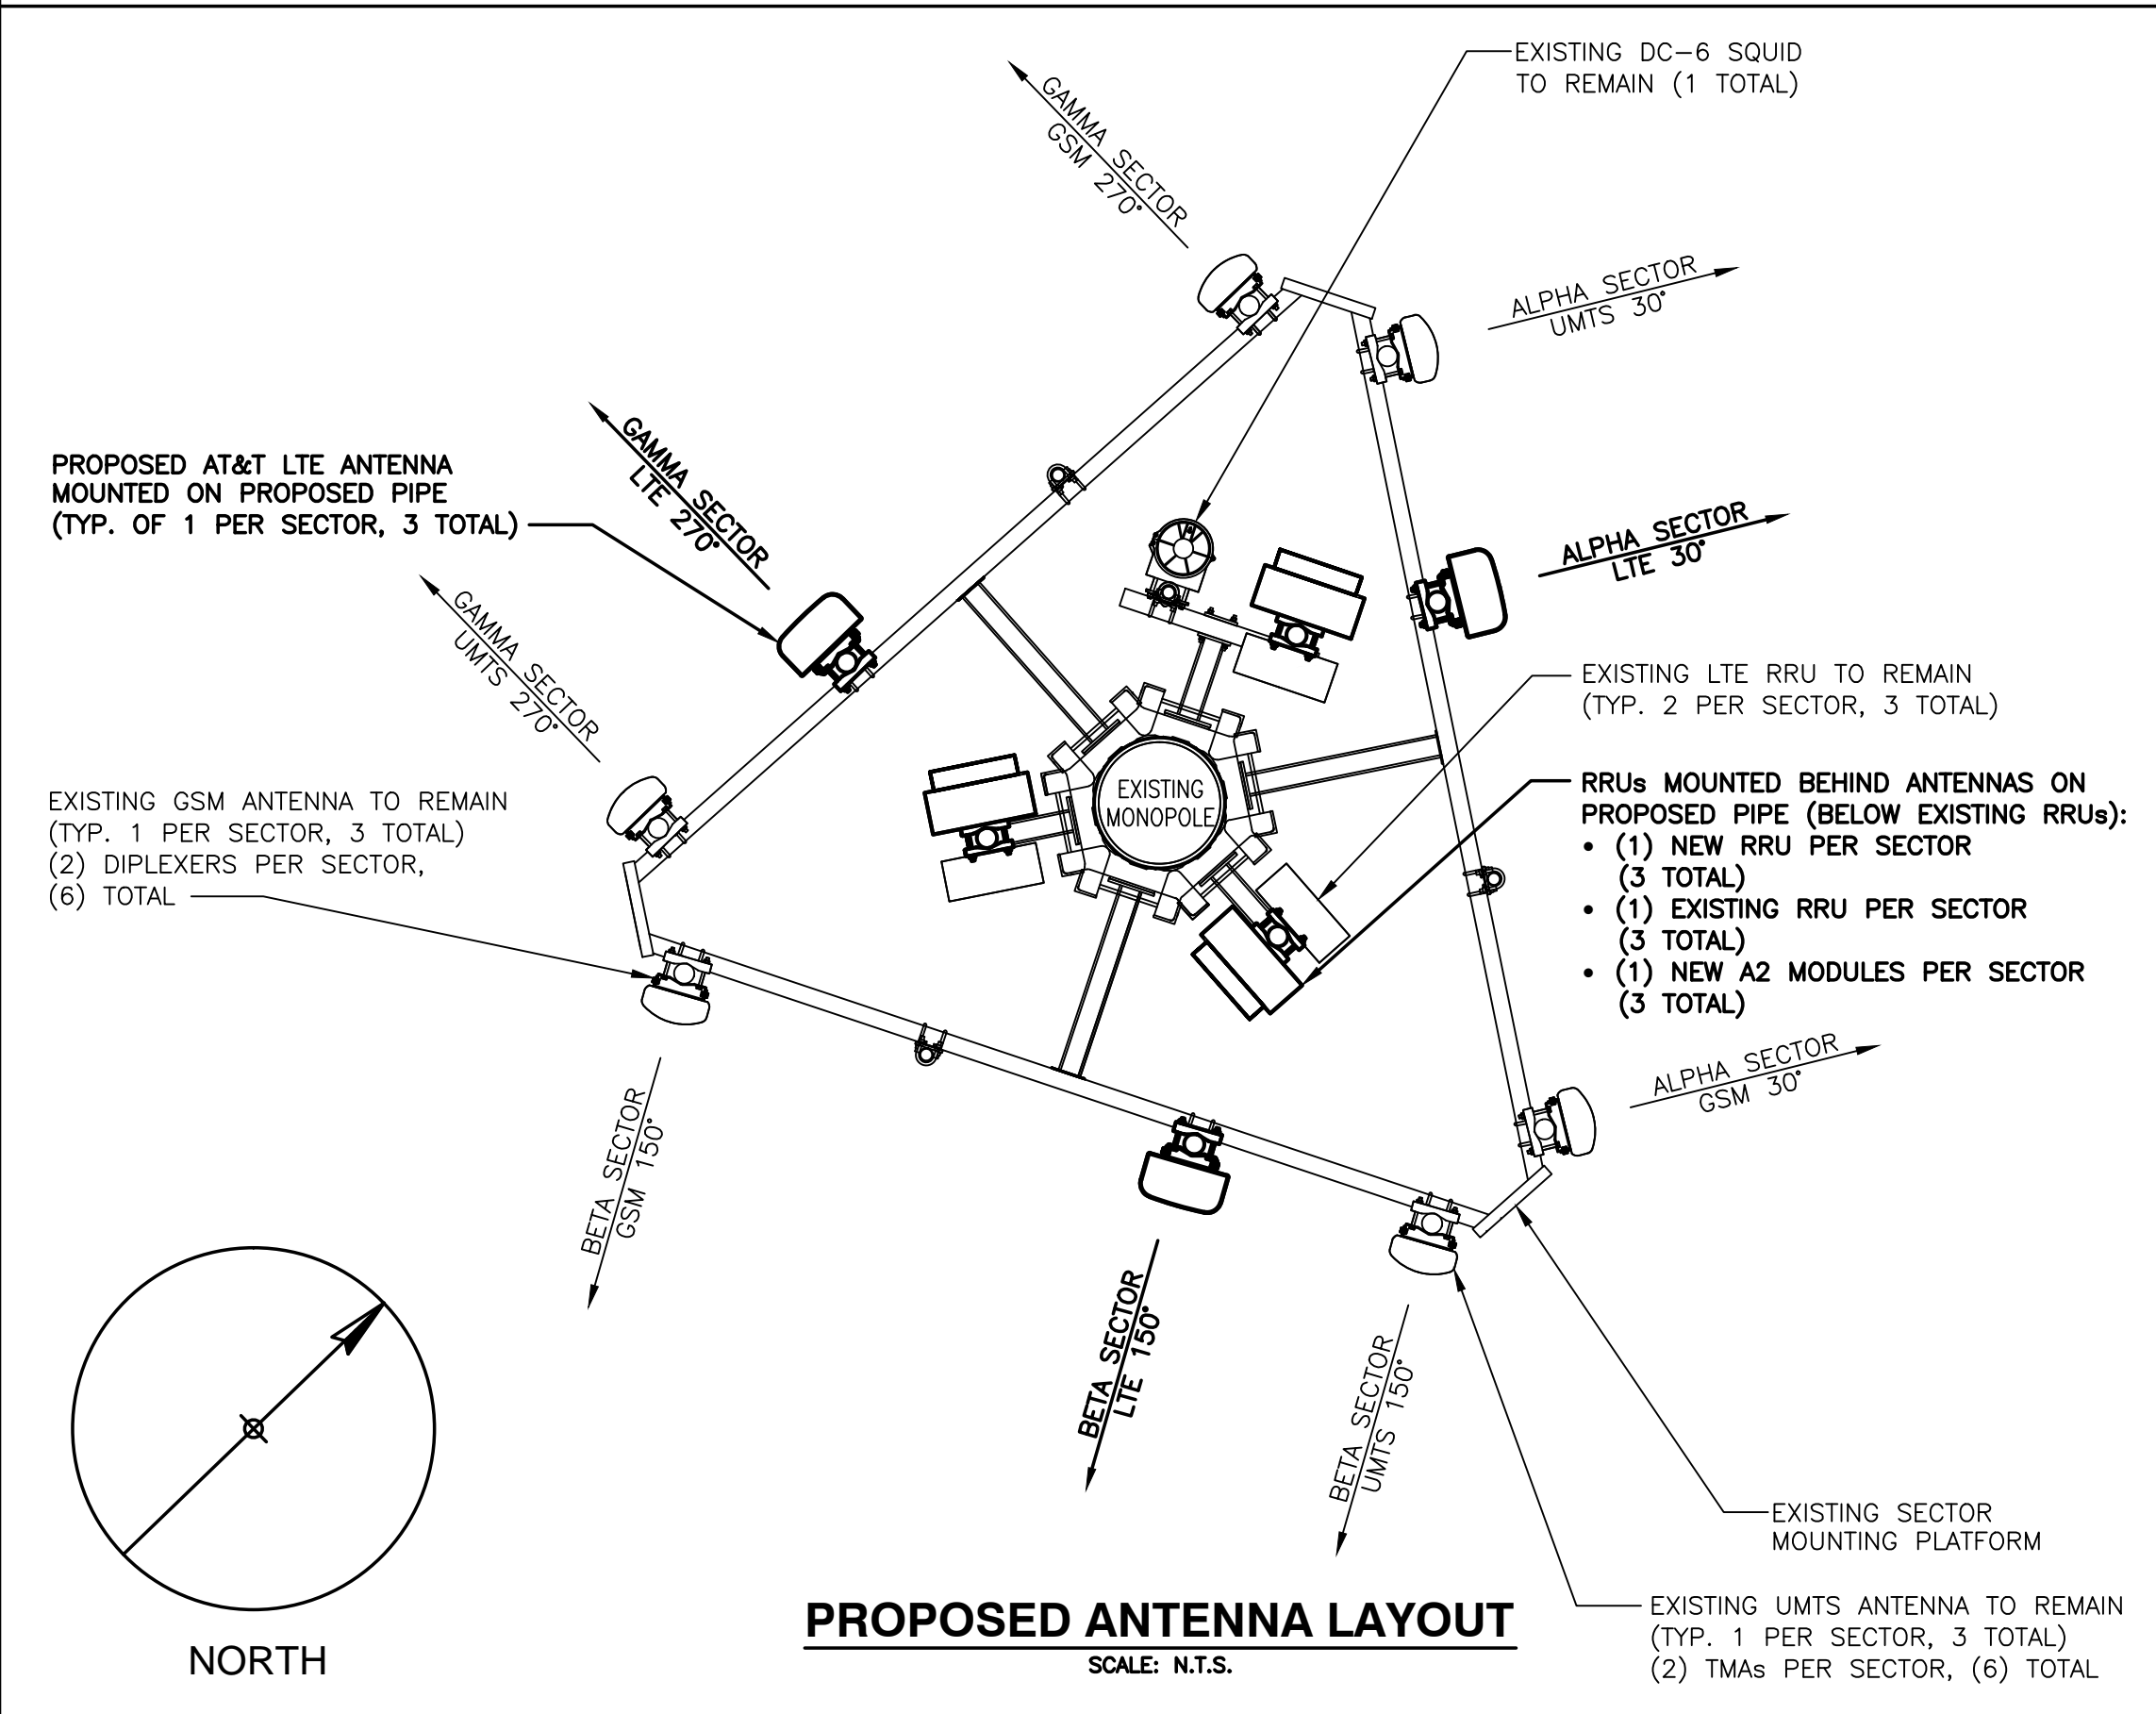 EXISTING DC-6 SQUID
TO REMAIN (1 TOTAL)
GAMMA SECTOR
GSM 270°
ALPHA SECTOR
UMTS 30°
PROPOSED AT&T LTE ANTENNA
MOUNTED ON PROPOSED PIPE
(TYP. OF 1 PER SECTOR, 3 TOTAL)
GAMMA SECTOR
LTE 270°
ALPHA SECTOR
LTE 30°
GAMMA SECTOR
UMTS 270°
EXISTING LTE RRU TO REMAIN
(TYP. 2 PER SECTOR, 3 TOTAL)
EXISTING GSM ANTENNA TO REMAIN
(TYP. 1 PER SECTOR, 3 TOTAL)
(2) DIPLEXERS PER SECTOR,
(6) TOTAL
EXISTING
MONOPOLE
RRUs MOUNTED BEHIND ANTENNAS ON
PROPOSED PIPE (BELOW EXISTING RRUs):
• (1) NEW RRU PER SECTOR
(3 TOTAL)
• (1) EXISTING RRU PER SECTOR
(3 TOTAL)
• (1) NEW A2 MODULES PER SECTOR
(3 TOTAL)
ALPHA SECTOR
GSM 30°
BETA SECTOR
GSM 150°
BETA SECTOR
LTE 150°
BETA SECTOR
UMTS 150°
EXISTING SECTOR
MOUNTING PLATFORM
EXISTING UMTS ANTENNA TO REMAIN
(TYP. 1 PER SECTOR, 3 TOTAL)
(2) TMAs PER SECTOR, (6) TOTAL
NORTH
PROPOSED ANTENNA LAYOUT
SCALE: N.T.S.